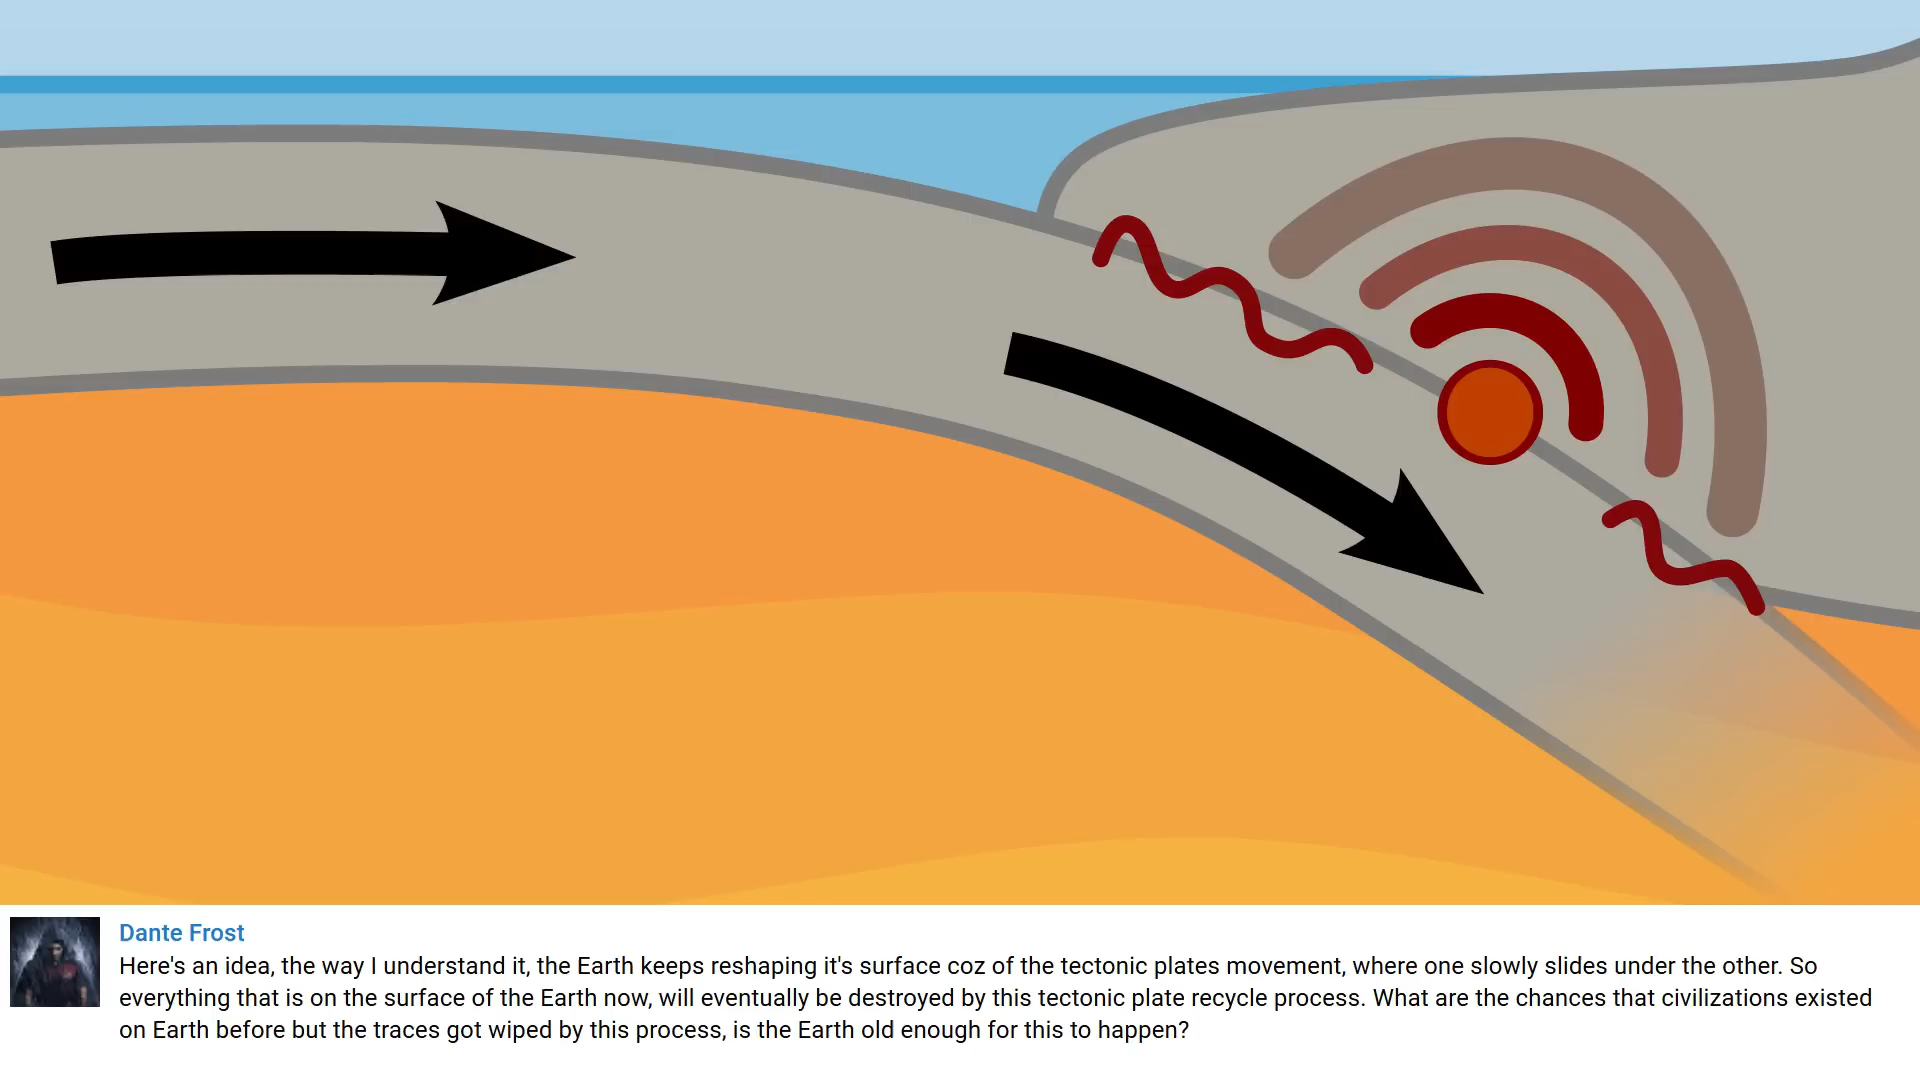 Dante Frost
Here's an idea, the way I understand it, the Earth keeps reshaping it's surface coz of the tectonic plates movement, where one slowly slides under the other. So
everything that is on the surface of the Earth now, will eventually be destroyed by this tectonic plate recycle process. What are the chances that civilizations existed
on Earth before but the traces got wiped by this process, is the Earth old enough for this to happen?